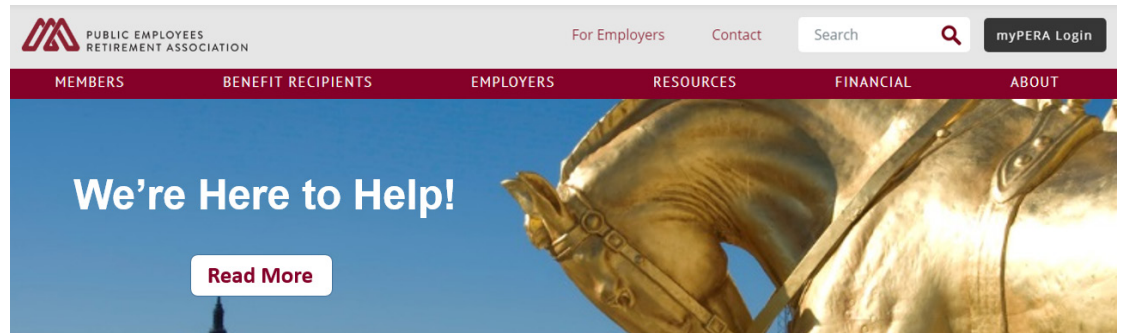 PUBLIC EMPLOYEES
RETIREMENT ASSOCIATION
For Employers
Contact
Search
myPERA Login
MEMBERS
BENEFIT RECIPIENTS
EMPLOYERS
RESOURCES
FINANCIAL
ABOUT
We're Here to Help!
Read More